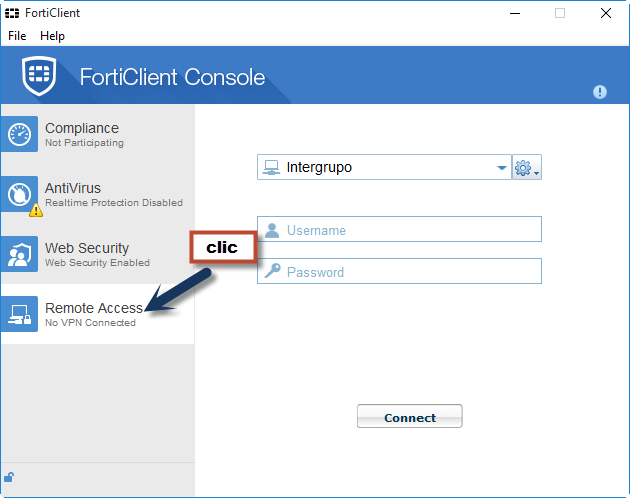 FortiClient
File Help
FortiClient Console
Compliance
Not Participating
AntiVirus
Realtime Protection Disabled
Web Security
Web Security Enabled
Remote Access
No VPN Connected
clic
Intergrupo
Username
Password
Connect